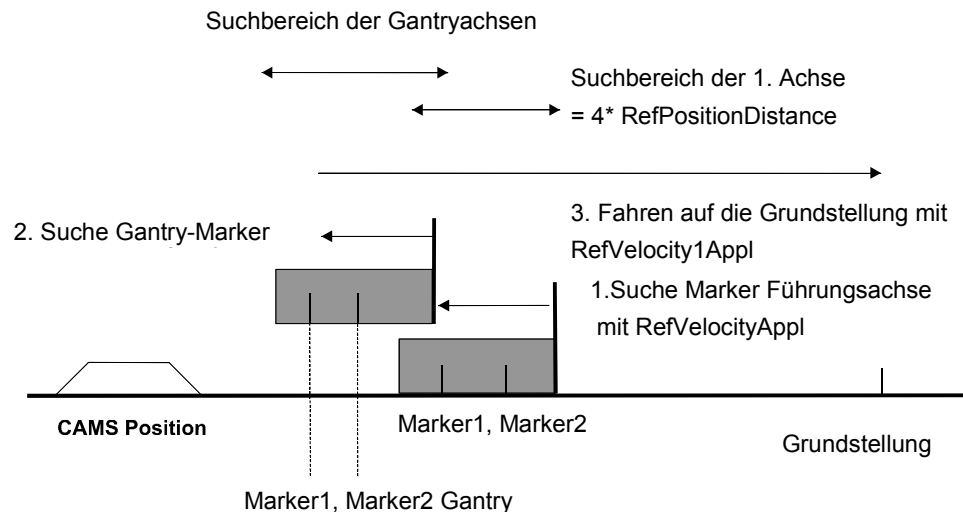 Suchbereich der Gantryachsen
Suchbereich der 1. Achse
= 4* RefPositionDistance
2. Suche Gantry-Marker
3. Fahren auf die Grundstellung mit
RefVelocity1Appl
1.Suche Marker Führungsachse
mit RefVelocityAppl
CAMS Position
Marker1, Marker2
Grundstellung
Marker1, Marker2 Gantry